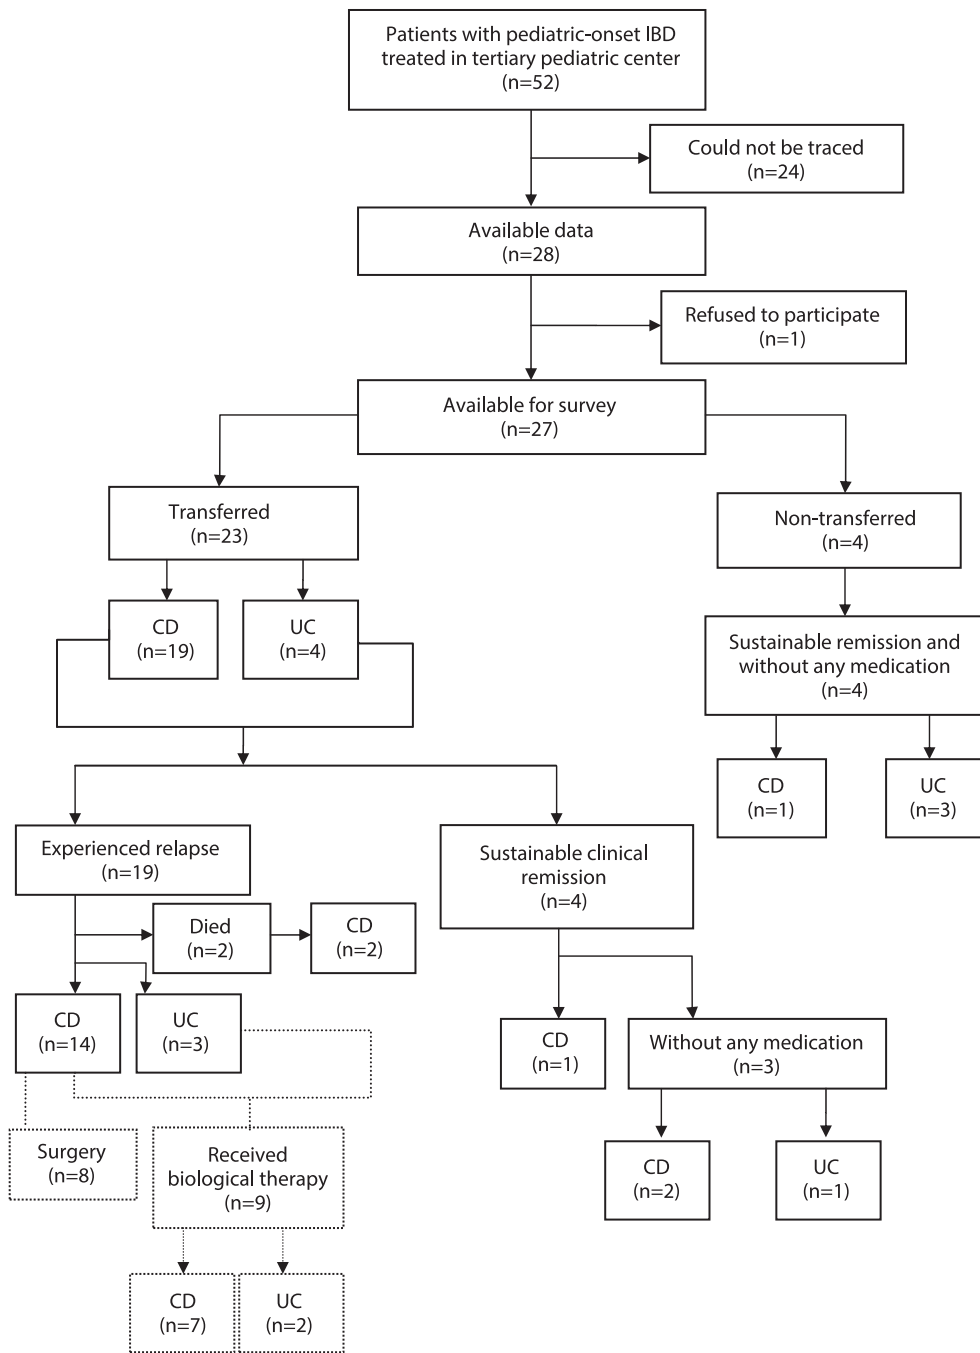 Patients with pediatric-onset IBD
treated in tertiary pediatric center
(n=52)
Could not be traced
(n=24)
Available data
(n=28)
Refused to participate
(n=1)
Available for survey
(n=27)
Transferred
(n=23)
Non-transferred
(n=4)
CD
(n=19)
UC
(n=4)
Sustainable remission and
without any medication
(n=4)
CD
(n=1)
UC
(n=3)
Experienced relapse
(n=19)
Sustainable clinical
remission
(n=4)
Died
(n=2)
CD
(n=2)
CD
(n=14)
UC
(n=3)
CD
(n=1)
Without any medication
(n=3)
Surgery
(n=8)
Received
biological therapy
(n=9)
CD
(n=2)
UC
(n=1)
CD
(n=7)
UC
(n=2)